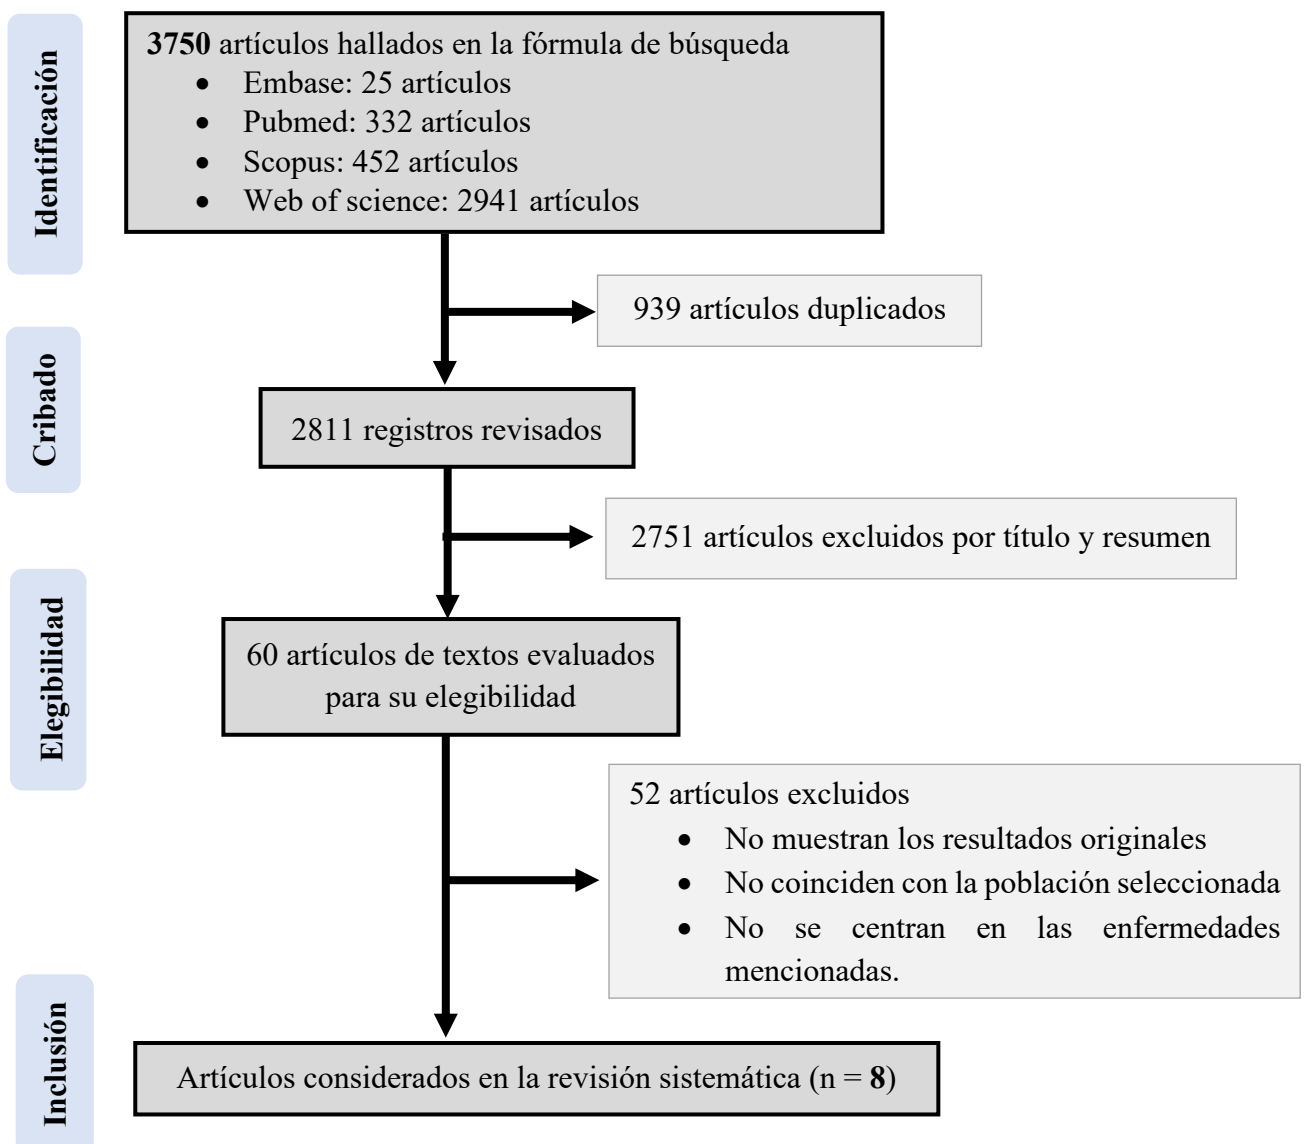 Identificación
3750 artículos hallados en la fórmula de búsqueda
• Embase: 25 artículos
• Pubmed: 332 artículos
• Scopus: 452 artículos
• Web of science: 2941 artículos
939 artículos duplicados
Cribado
2811 registros revisados
2751 artículos excluidos por título y resumen
Elegibilidad
60 artículos de textos evaluados
para su elegibilidad
52 artículos excluidos
• No muestran los resultados originales
• No coinciden con la población seleccionada
• No se centran en las enfermedades
mencionadas.
Inclusión
Artículos considerados en la revisión sistemática (n = 8)